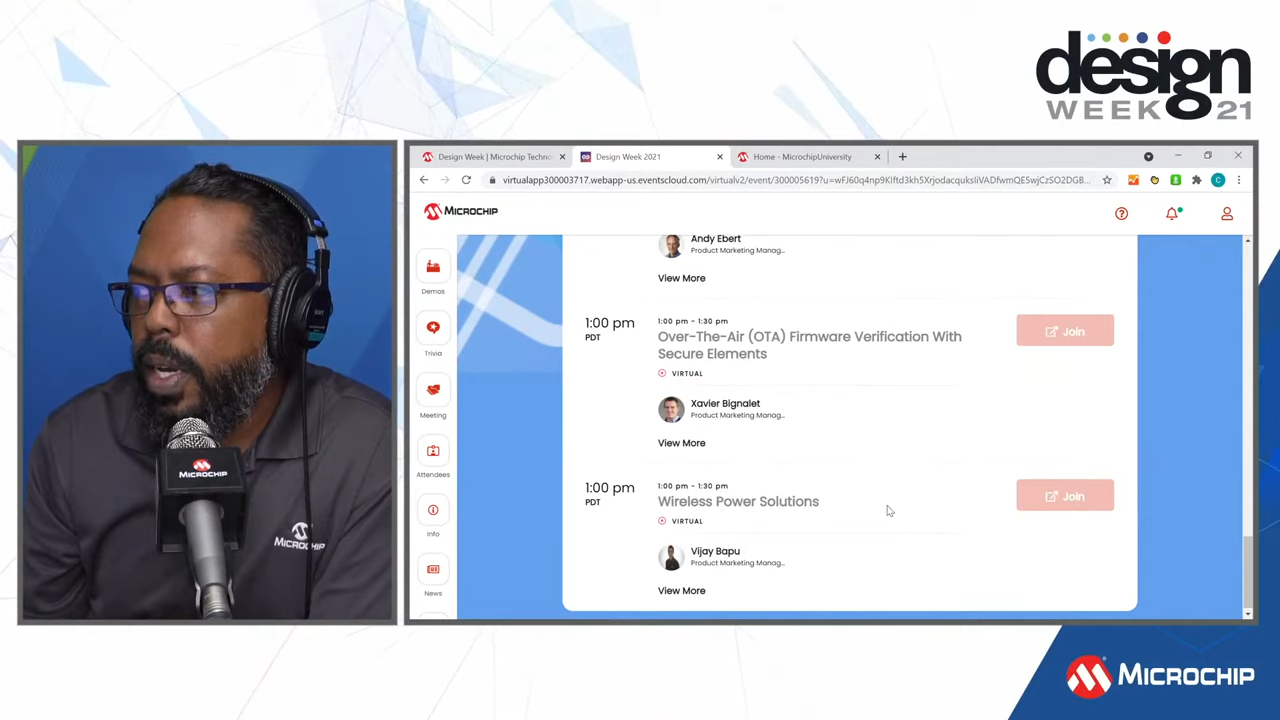 design
WEEK 21
Design Week | Microchip Techno
Design Week 2021
Home - MicrochipUniversity
MICROCHIP
Demos
Trivia
Meeting
Attendees
Info
News
Andy Ebert
Product Marketing Manag...
View More
1:00 pm
PDT
1:00 pm - 1:30 pm
Over-The-Air (OTA) Firmware Verification With
Secure Elements
VIRTUAL
Join
Xavier Bignalet
Product Marketing Manag...
View More
1:00 pm
PDT
1:00 pm - 1:30 pm
Wireless Power Solutions
VIRTUAL
Join
Vijay Bapu
Product Marketing Manag...
View More
MICROCHIP
MICROCHIP
MICROCHIP